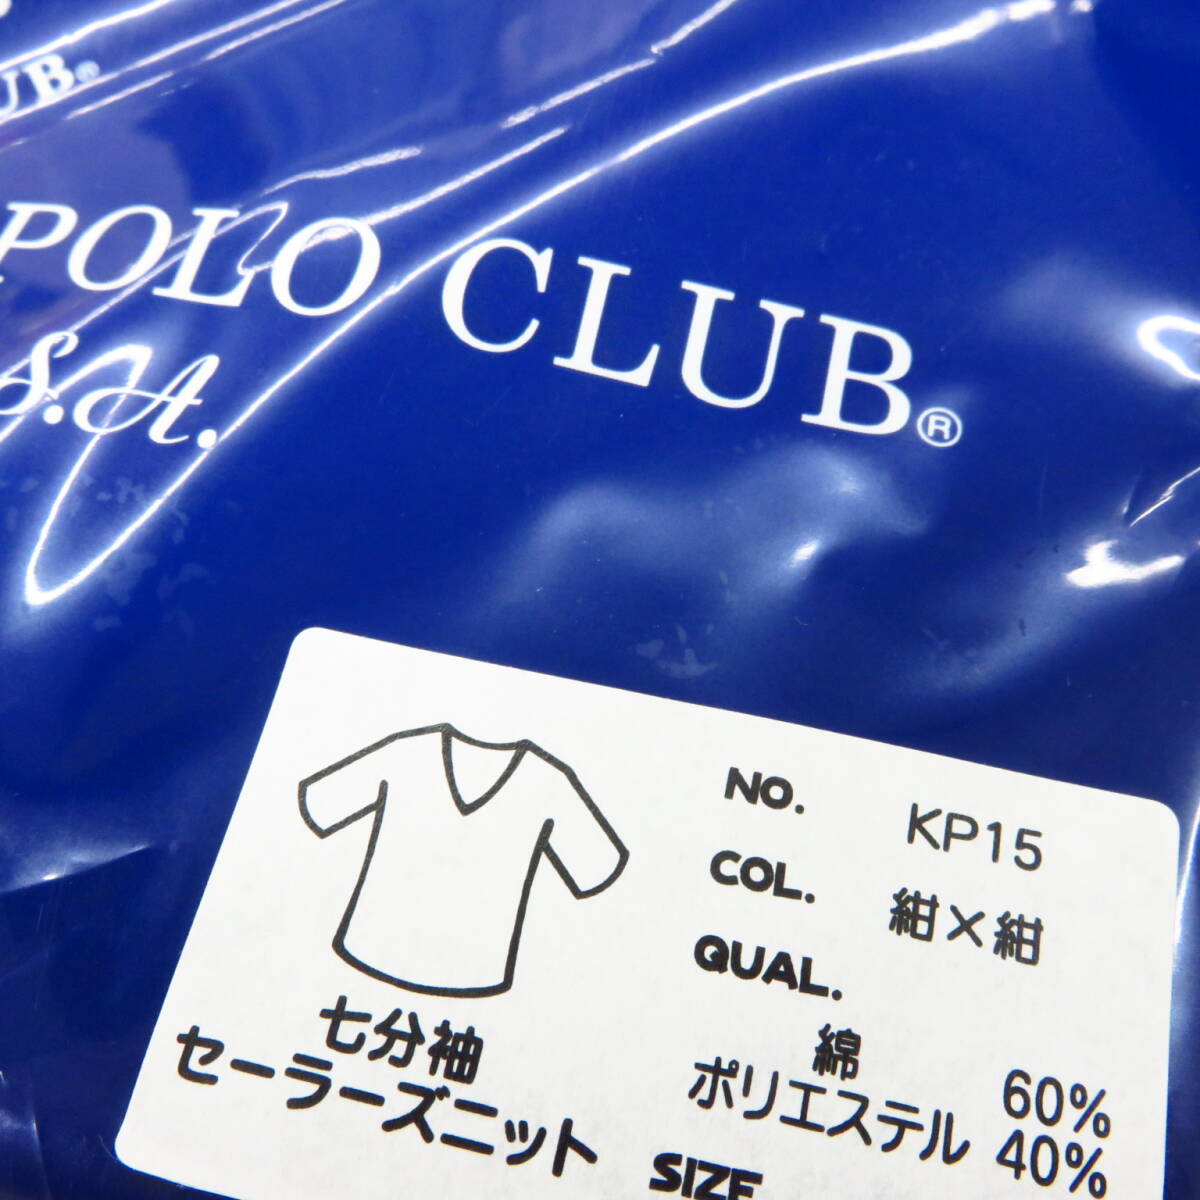 UB®
POLO CLUB®
S.A.
NO. KP15
COL. 紺×紺
QUAL.
綿 60%
ポリエステル 40%
SIZE
七分袖
セーラーズニット